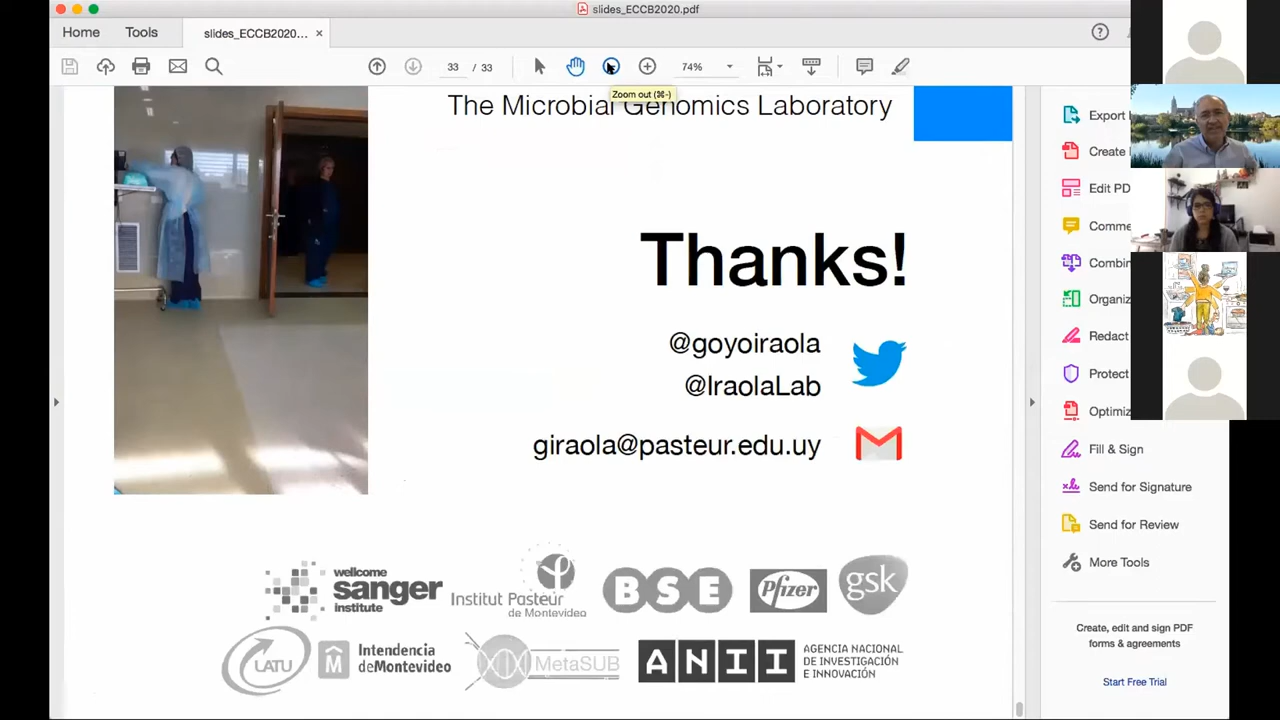 slides_ECCB2020.pdf
Home
Tools
slides_ECCB2020...
×
33 / 33
74%
Zoom out (⌘-)
The Microbial Genomics Laboratory
Thanks!
@goyoiraola
@IraolaLab
giraola@pasteur.edu.uy
wellcome
sanger
institute
Institut Pasteur
de Montevideo
BSE
Pfizer
gsk
LATU
Intendencia
deMontevideo
MetaSUB
ANII
AGENCIA NACIONAL
DE INVESTIGACIÓN
E INNOVACIÓN
Export
Create
Edit PD
Comme
Combin
Organiz
Redact
Protect
Optimiz
Fill & Sign
Send for Signature
Send for Review
More Tools
Create, edit and sign PDF
forms & agreements
Start Free Trial